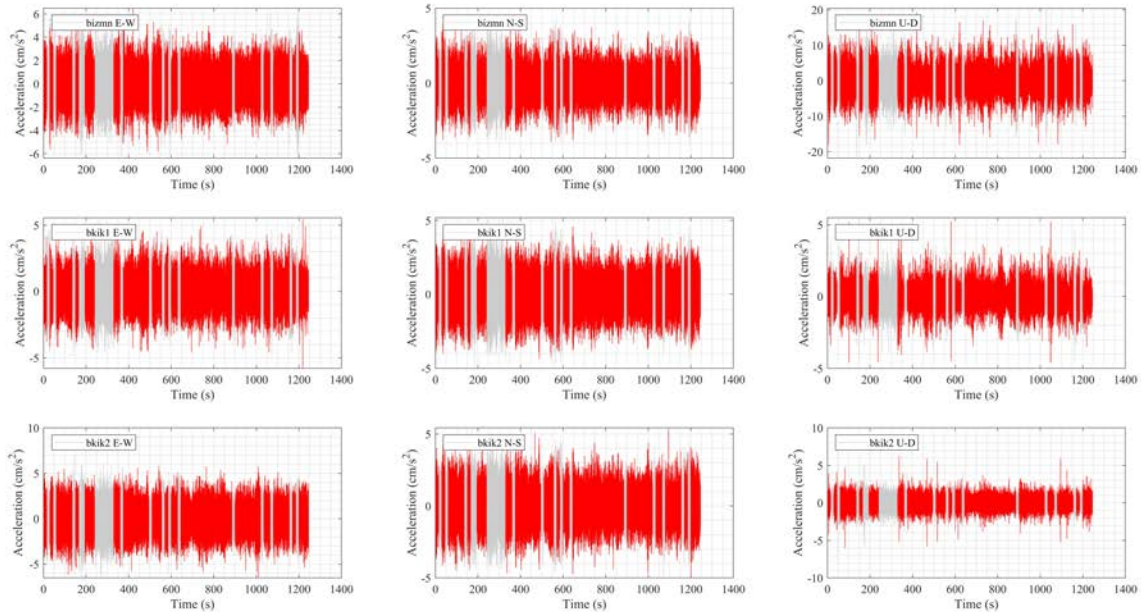 bizmn E-W
6
4
2
0
-2
-4
-6
Acceleration (cm/s²)
0 200 400 600 800 1000 1200 1400
Time (s)
bizmn N-S
5
0
-5
Acceleration (cm/s²)
0 200 400 600 800 1000 1200 1400
Time (s)
bizmn U-D
20
10
0
-10
-20
Acceleration (cm/s²)
0 200 400 600 800 1000 1200 1400
Time (s)
bkik1 E-W
5
0
-5
Acceleration (cm/s²)
0 200 400 600 800 1000 1200 1400
Time (s)
bkik1 N-S
5
0
-5
Acceleration (cm/s²)
0 200 400 600 800 1000 1200 1400
Time (s)
bkik1 U-D
5
0
-5
Acceleration (cm/s²)
0 200 400 600 800 1000 1200 1400
Time (s)
bkik2 E-W
10
5
0
-5
Acceleration (cm/s²)
0 200 400 600 800 1000 1200 1400
Time (s)
bkik2 N-S
5
0
-5
Acceleration (cm/s²)
0 200 400 600 800 1000 1200 1400
Time (s)
bkik2 U-D
10
5
0
-5
-10
Acceleration (cm/s²)
0 200 400 600 800 1000 1200 1400
Time (s)